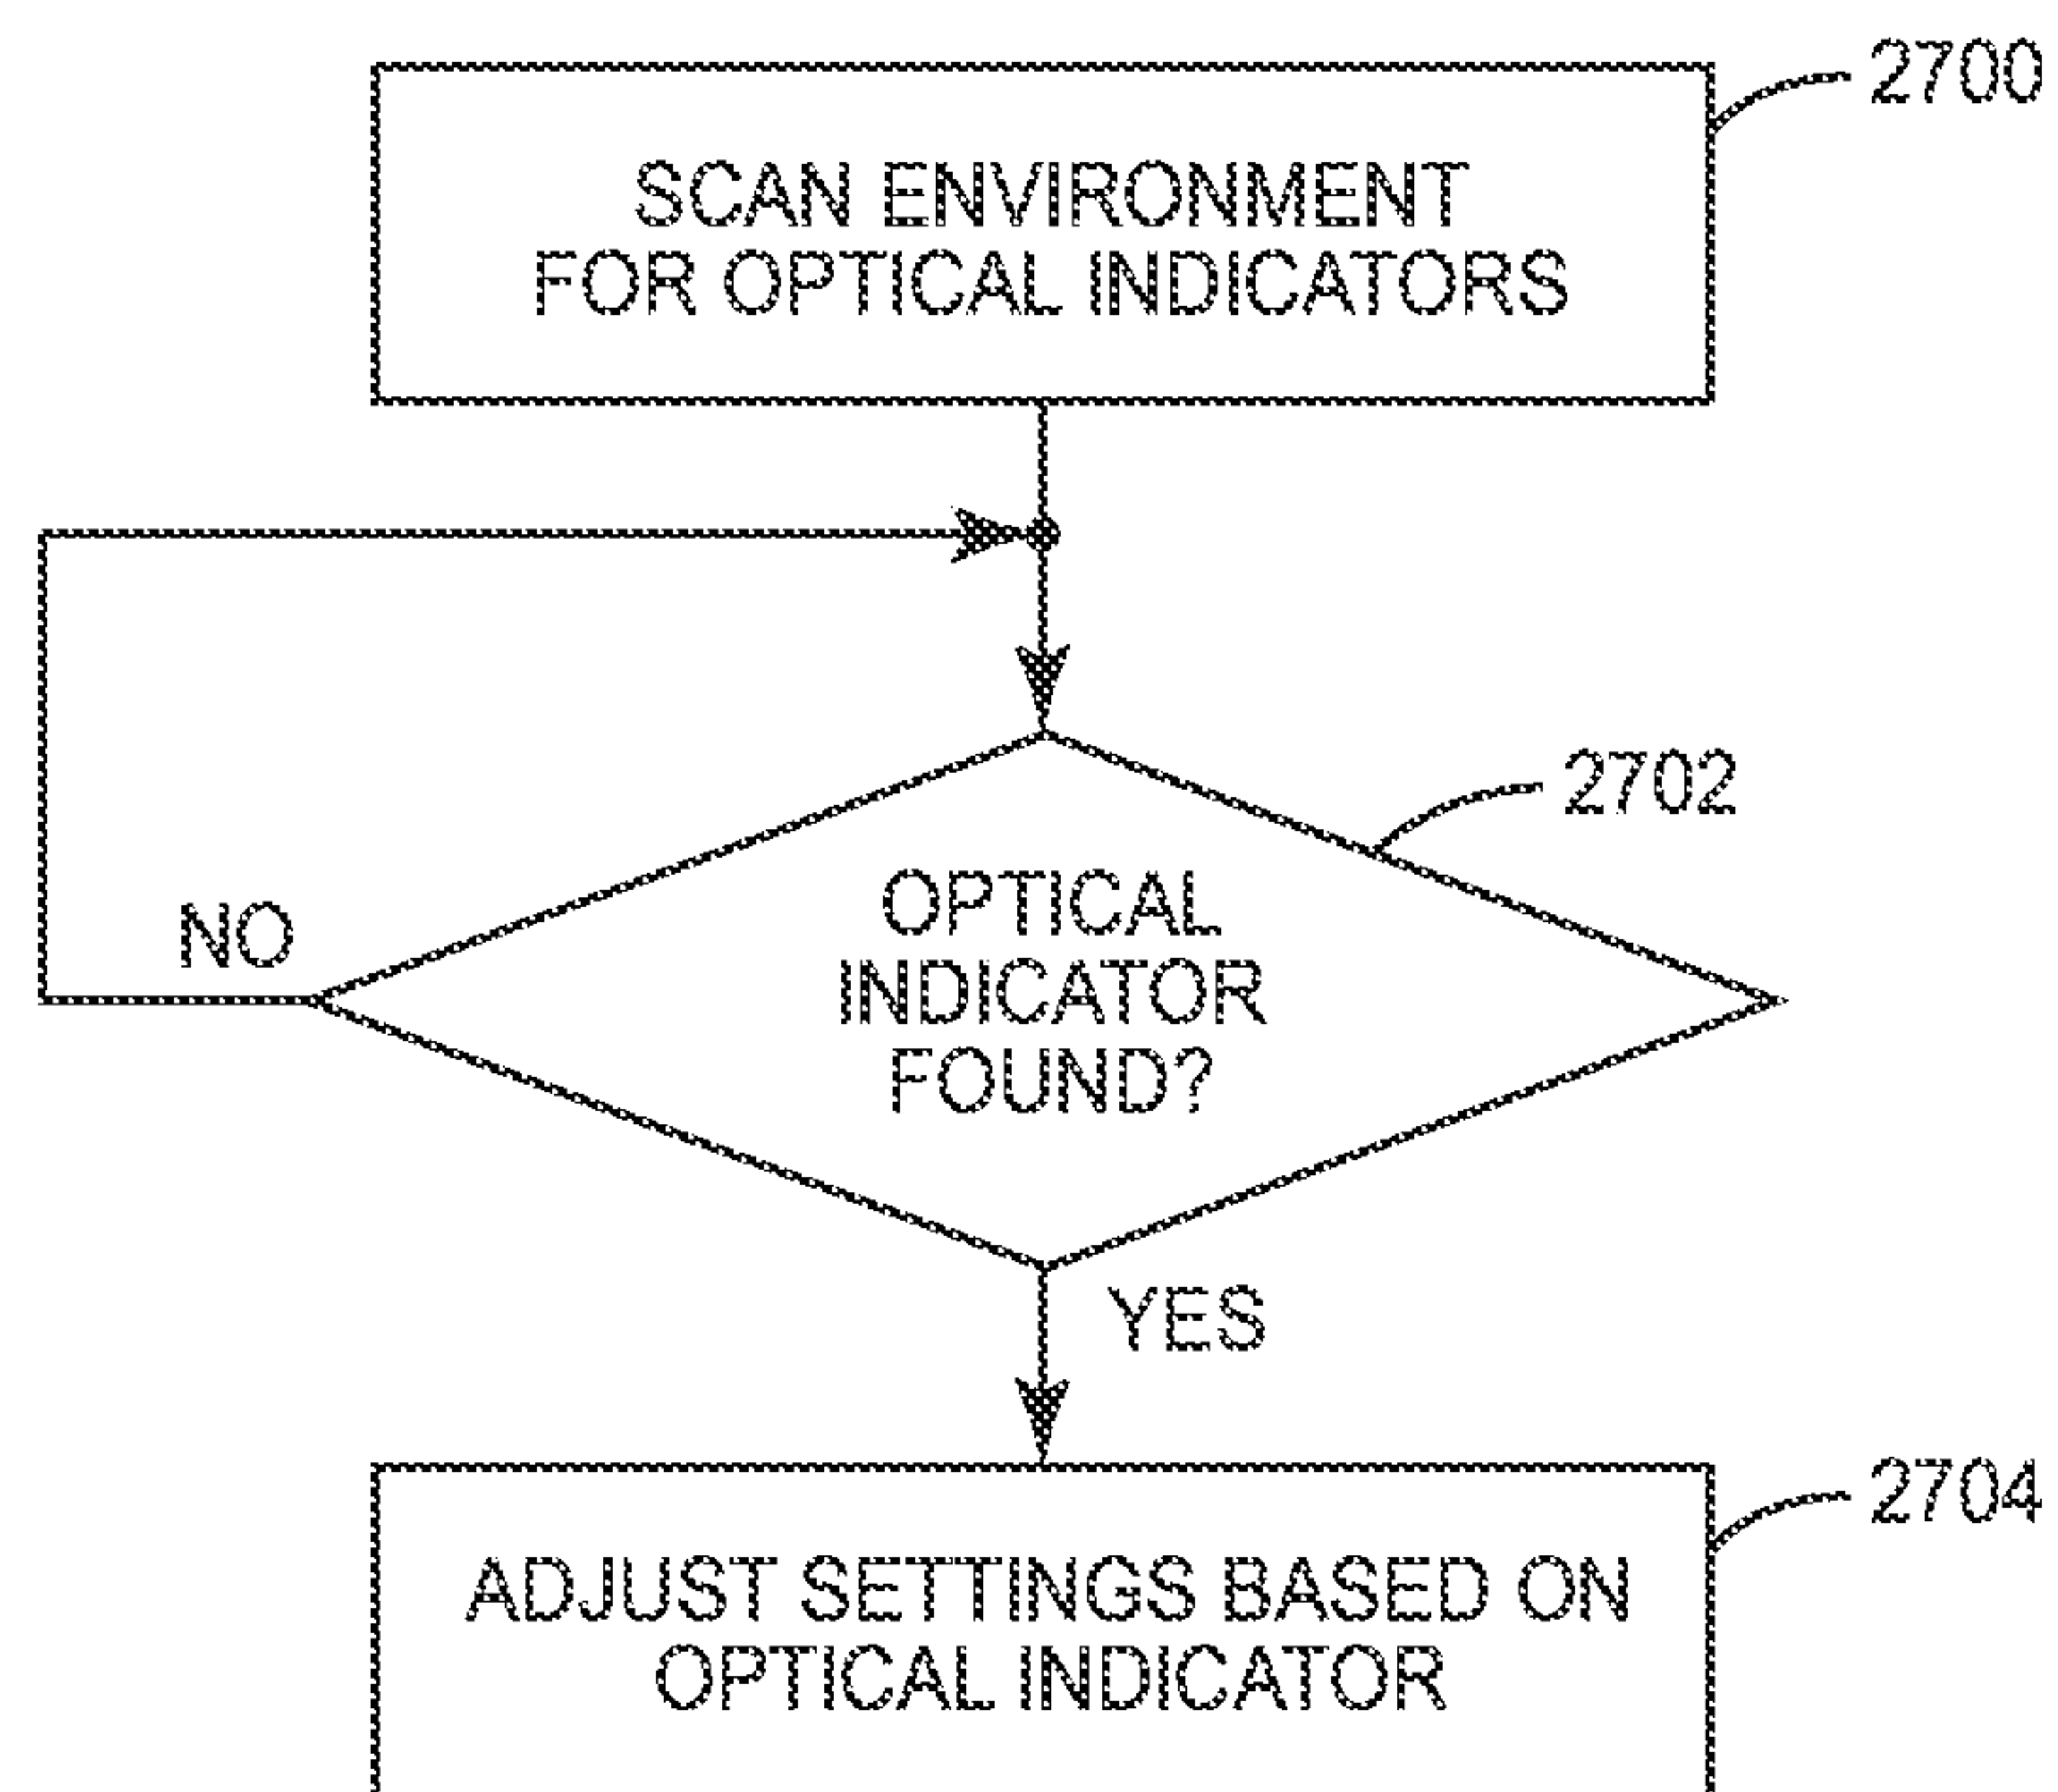 2700
SCAN ENVIRONMENT
FOR OPTICAL INDICATORS
2702
OPTICAL
INDICATOR
FOUND?
NO
YES
2704
ADJUST SETTINGS BASED ON
OPTICAL INDICATOR